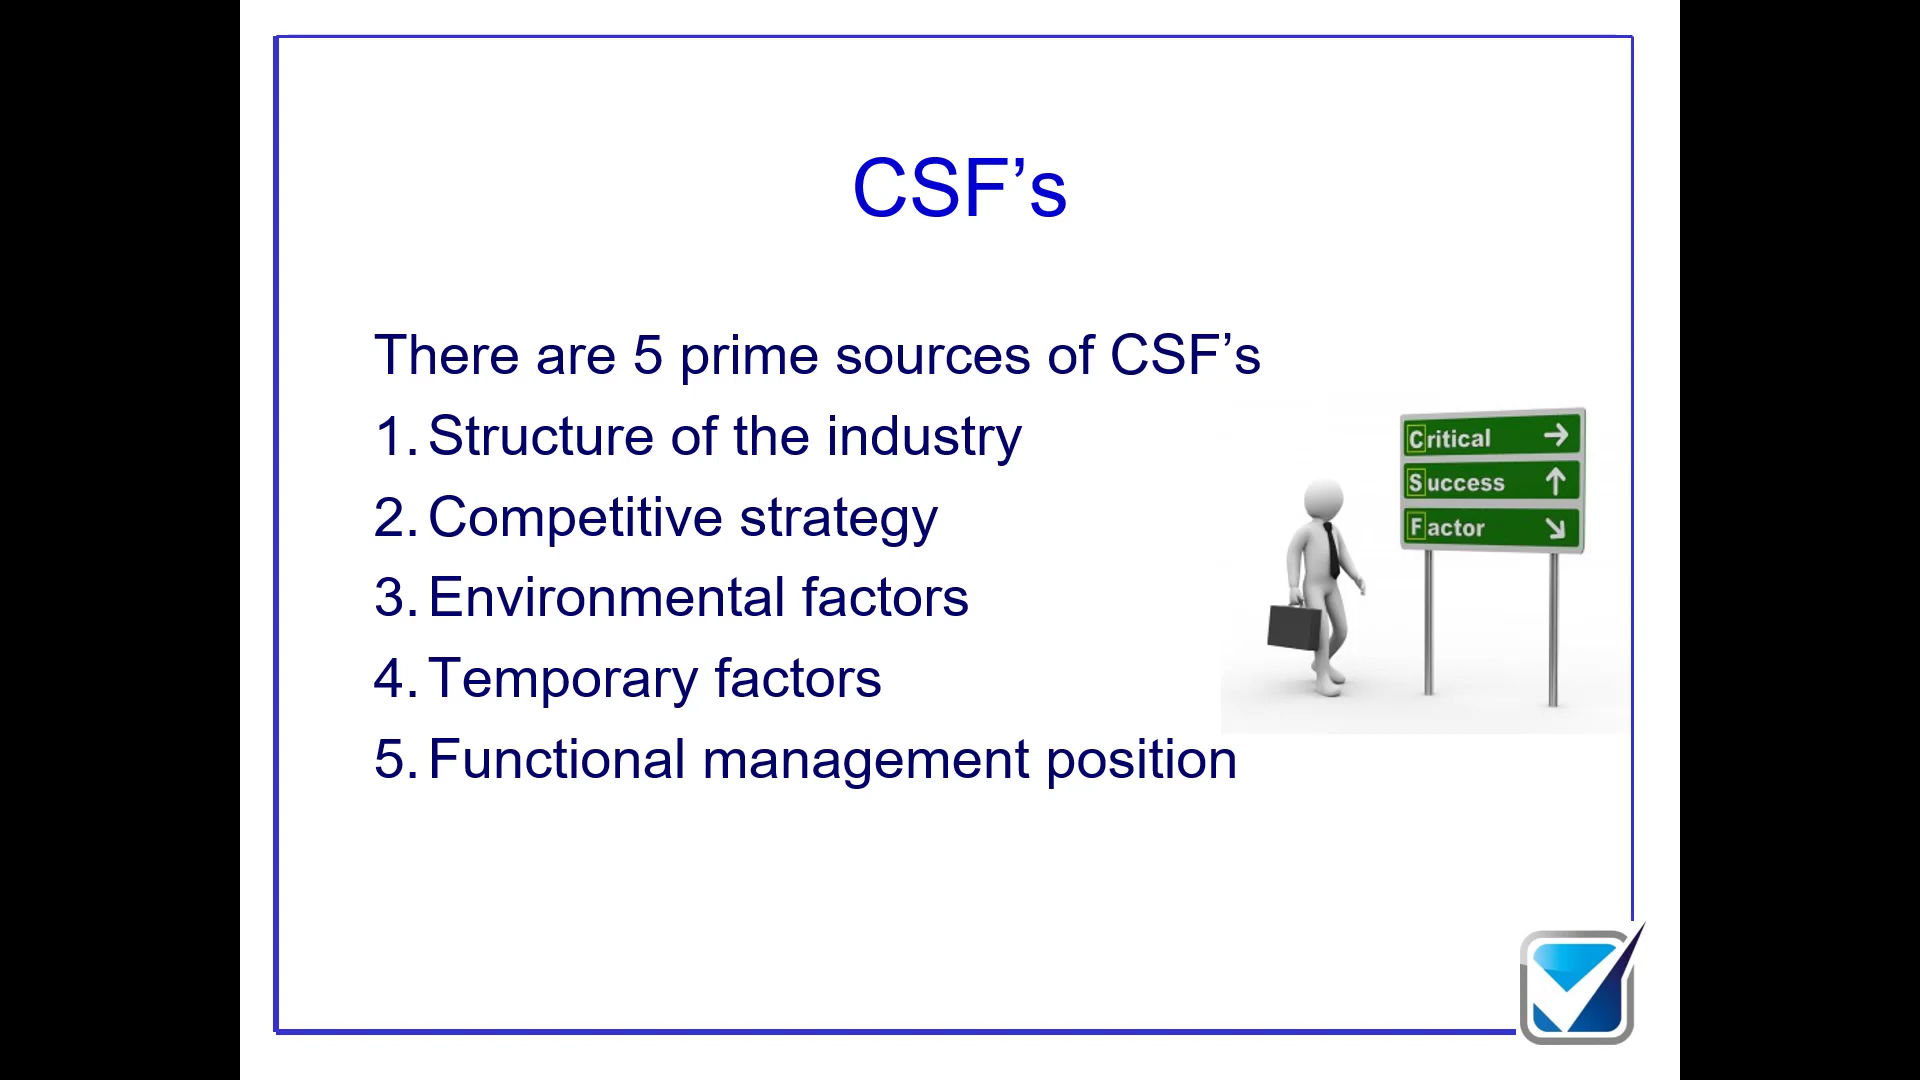 CSF’s
There are 5 prime sources of CSF’s
1. Structure of the industry
2. Competitive strategy
3. Environmental factors
4. Temporary factors
5. Functional management position
Critical
Success
Factor